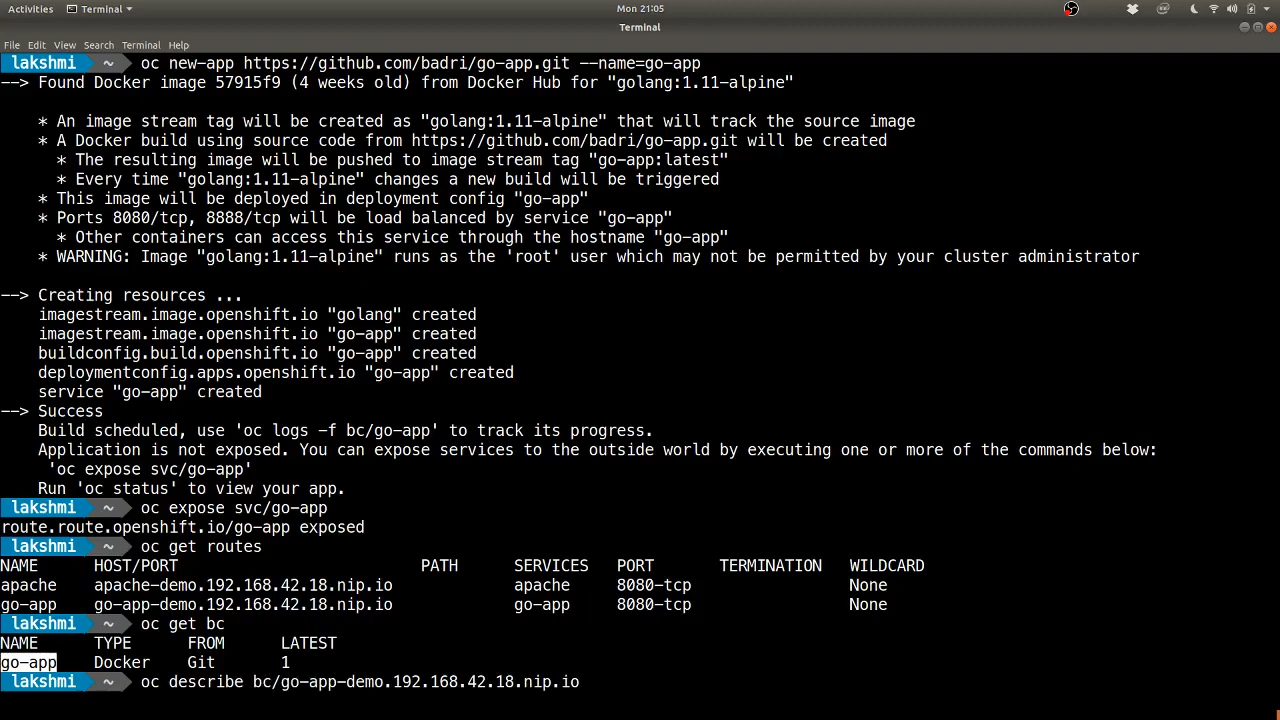 Activities Terminal Mon 21:05
Terminal
File Edit View Search Terminal Help
lakshmi ~ oc new-app https://github.com/badri/go-app.git --name=go-app
--> Found Docker image 57915f9 (4 weeks old) from Docker Hub for "golang:1.11-alpine"
* An image stream tag will be created as "golang:1.11-alpine" that will track the source image
* A Docker build using source code from https://github.com/badri/go-app.git will be created
* The resulting image will be pushed to image stream tag "go-app:latest"
* Every time "golang:1.11-alpine" changes a new build will be triggered
* This image will be deployed in deployment config "go-app"
* Ports 8080/tcp, 8888/tcp will be load balanced by service "go-app"
* Other containers can access this service through the hostname "go-app"
* WARNING: Image "golang:1.11-alpine" runs as the 'root' user which may not be permitted by your cluster administrator
--> Creating resources ...
imagestream.image.openshift.io "golang" created
imagestream.image.openshift.io "go-app" created
buildconfig.build.openshift.io "go-app" created
deploymentconfig.apps.openshift.io "go-app" created
service "go-app" created
--> Success
Build scheduled, use 'oc logs -f bc/go-app' to track its progress.
Application is not exposed. You can expose services to the outside world by executing one or more of the commands below:
'oc expose svc/go-app'
Run 'oc status' to view your app.
lakshmi ~ oc expose svc/go-app
route.route.openshift.io/go-app exposed
lakshmi ~ oc get routes
NAME HOST/PORT PATH SERVICES PORT TERMINATION WILDCARD
apache apache-demo.192.168.42.18.nip.io apache 8080-tcp None
go-app go-app-demo.192.168.42.18.nip.io go-app 8080-tcp None
lakshmi ~ oc get bc
NAME TYPE FROM LATEST
go-app Docker Git 1
lakshmi ~ oc describe bc/go-app-demo.192.168.42.18.nip.io